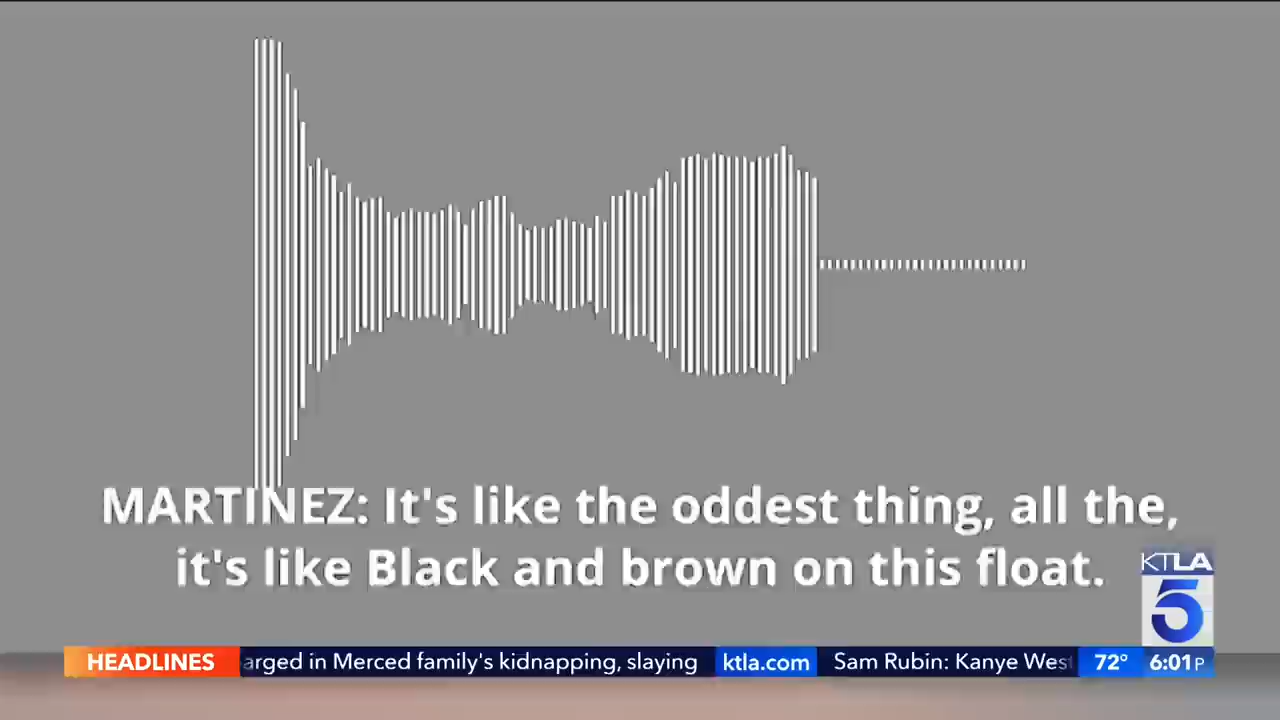 MARTINEZ: It's like the oddest thing, all the,
it's like Black and brown on this float.
KTLA
5
HEADLINES arged in Merced family's kidnapping, slaying ktla.com Sam Rubin: Kanye West 72° 6:01P